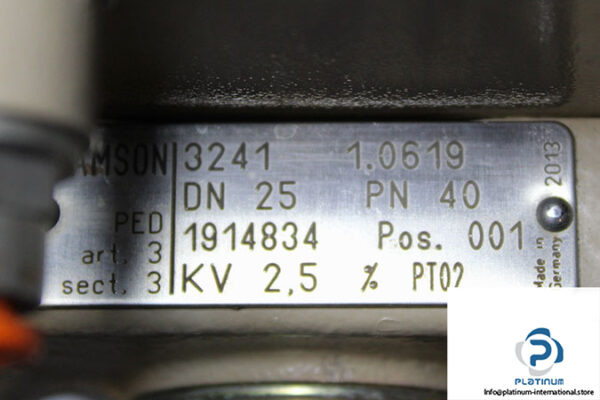 AMSON 3241 1.0619
DN 25 PN 40
PED 1914834 Pos. 001
art. 3
sect. 3 KV 2,5 % PT02
Made in Germany 2013
PLATINUM
Info@platinum-international.store